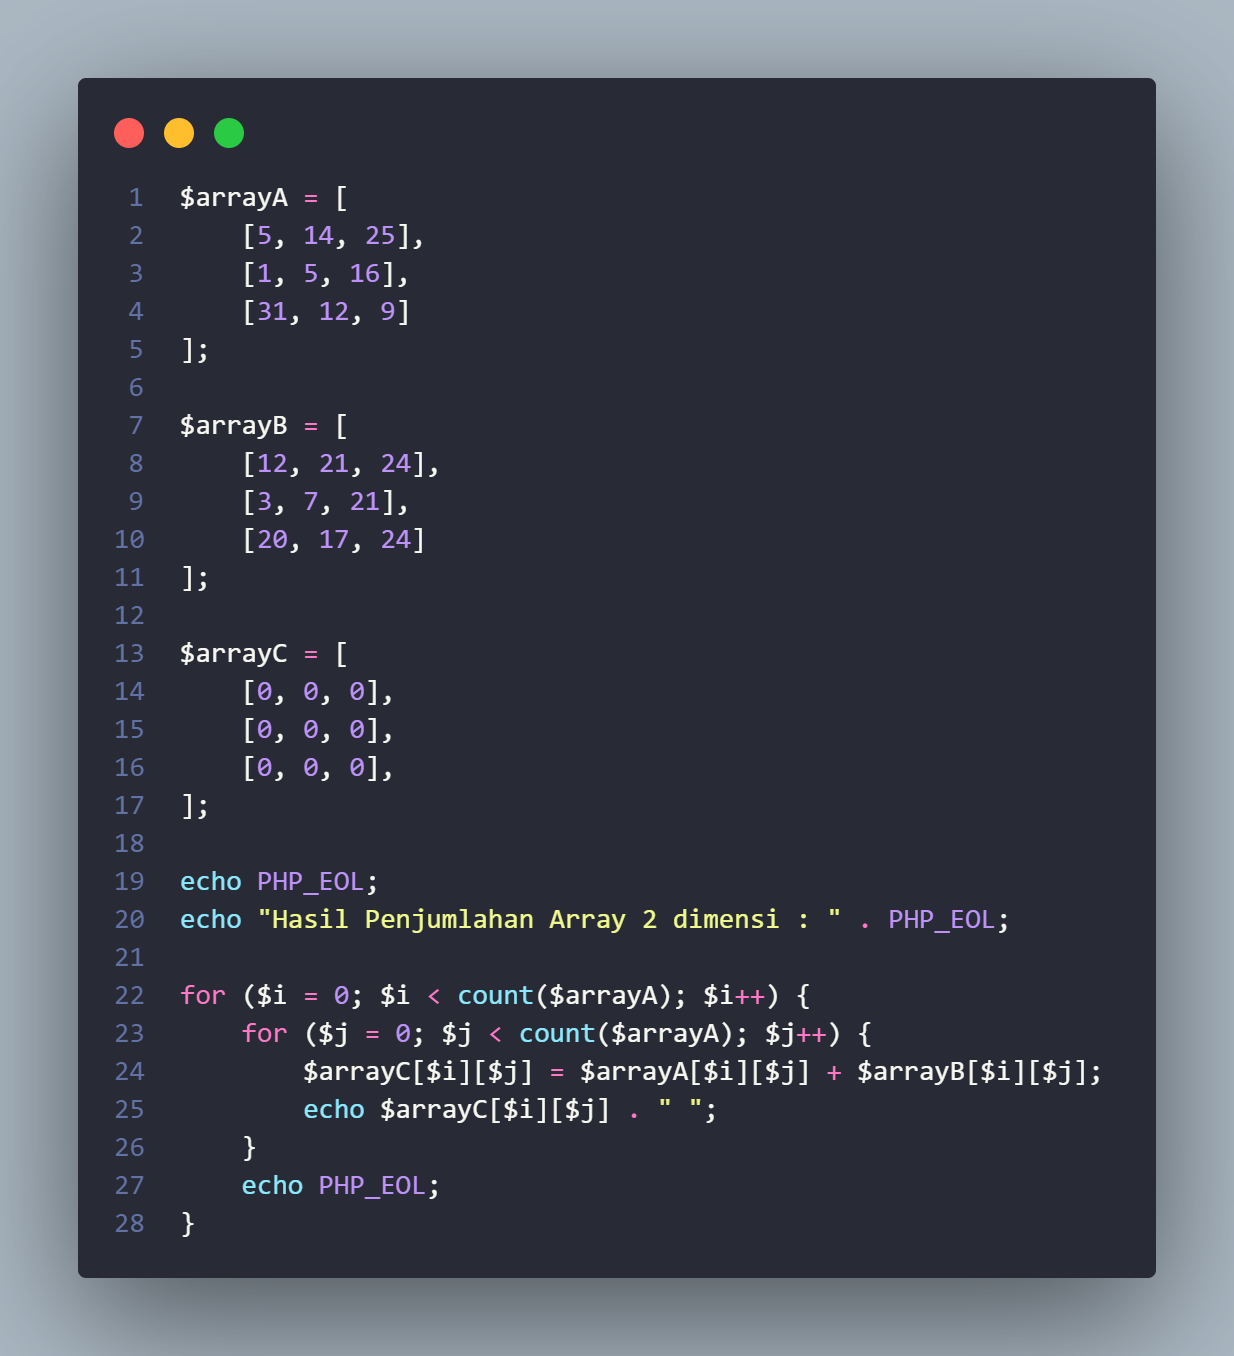 1 $arrayA = [
2     [5, 14, 25],
3     [1, 5, 16],
4     [31, 12, 9]
5 ];
6
7 $arrayB = [
8     [12, 21, 24],
9     [3, 7, 21],
10     [20, 17, 24]
11 ];
12
13 $arrayC = [
14     [0, 0, 0],
15     [0, 0, 0],
16     [0, 0, 0],
17 ];
18
19 echo PHP_EOL;
20 echo "Hasil Penjumlahan Array 2 dimensi : " . PHP_EOL;
21
22 for ($i = 0; $i < count($arrayA); $i++) {
23     for ($j = 0; $j < count($arrayA); $j++) {
24         $arrayC[$i][$j] = $arrayA[$i][$j] + $arrayB[$i][$j];
25         echo $arrayC[$i][$j] . " ";
26     }
27     echo PHP_EOL;
28 }